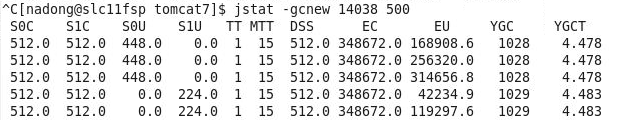 ^C[nadong@slc11fsp tomcat7]$ jstat -gcnew 14038 500
S0C S1C S0U S1U TT MTT DSS EC EU YGC YGCT
512.0 512.0 448.0 0.0 1 15 512.0 348672.0 168908.6 1028 4.478
512.0 512.0 448.0 0.0 1 15 512.0 348672.0 256320.0 1028 4.478
512.0 512.0 448.0 0.0 1 15 512.0 348672.0 314656.8 1028 4.478
512.0 512.0 0.0 224.0 1 15 512.0 348672.0 42234.9 1029 4.483
512.0 512.0 0.0 224.0 1 15 512.0 348672.0 119297.6 1029 4.483